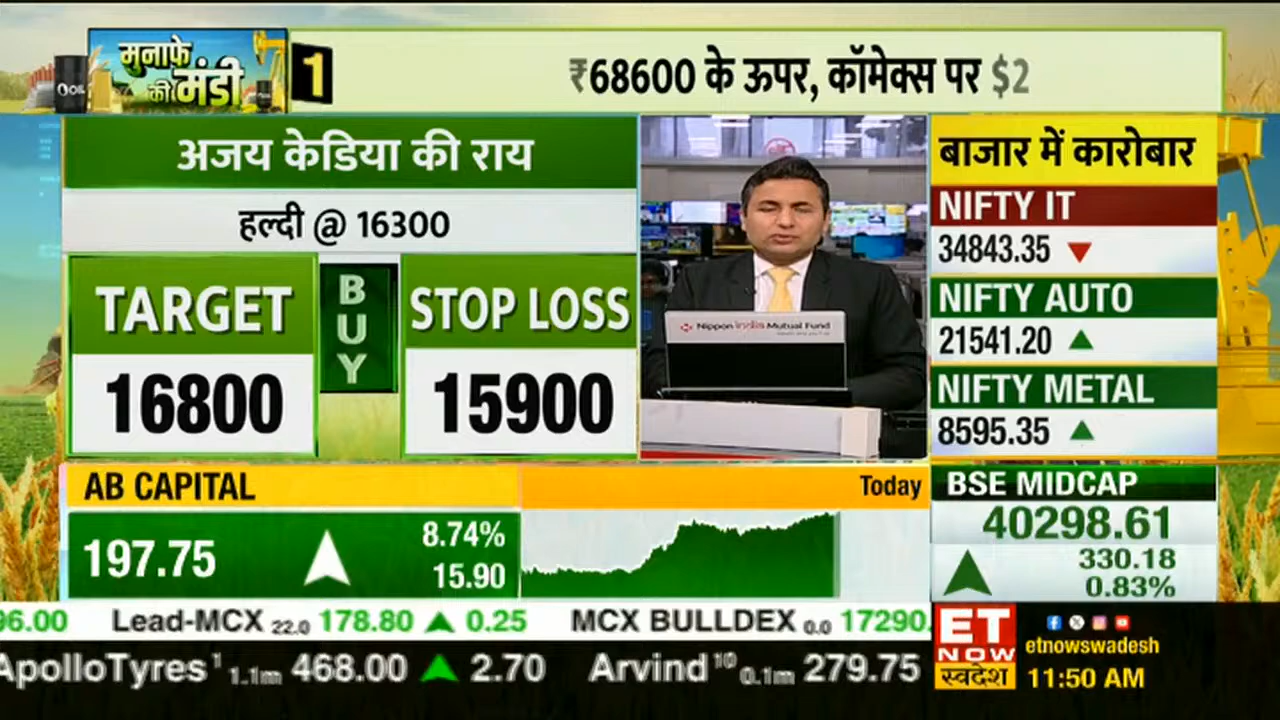 मुनाफे
की मंडी
OIL
1
₹68600 के ऊपर, कॉमेक्स पर $2
अजय केडिया की राय
हल्दी @ 16300
TARGET
16800
BUY
STOP LOSS
15900
Nippon india Mutual Fund
बाजार में कारोबार
NIFTY IT
34843.35
NIFTY AUTO
21541.20
NIFTY METAL
8595.35
AB CAPITAL
Today
197.75
8.74%
15.90
BSE MIDCAP
40298.61
330.18
0.83%
96.00 Lead-MCX 22.0 178.80 0.25 MCX BULLDEX 0.0 17290.
ApolloTyres 1 1.1m 468.00 2.70 Arvind 10 0.1m 279.75
ET
NOW
स्वदेश
etnowswadesh
11:50 AM